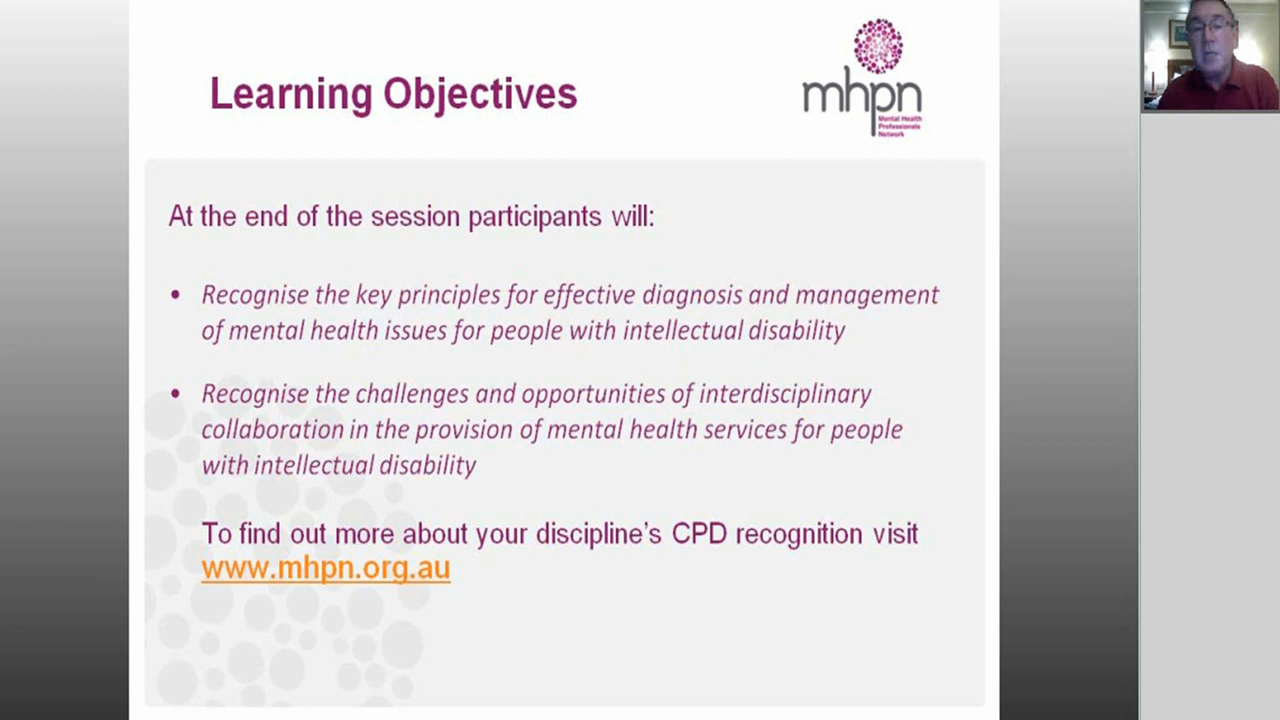 Learning Objectives
mhpn
Mental Health
Professionals
Network
At the end of the session participants will:
• Recognise the key principles for effective diagnosis and management
of mental health issues for people with intellectual disability
• Recognise the challenges and opportunities of interdisciplinary
collaboration in the provision of mental health services for people
with intellectual disability
To find out more about your discipline's CPD recognition visit
www.mhpn.org.au